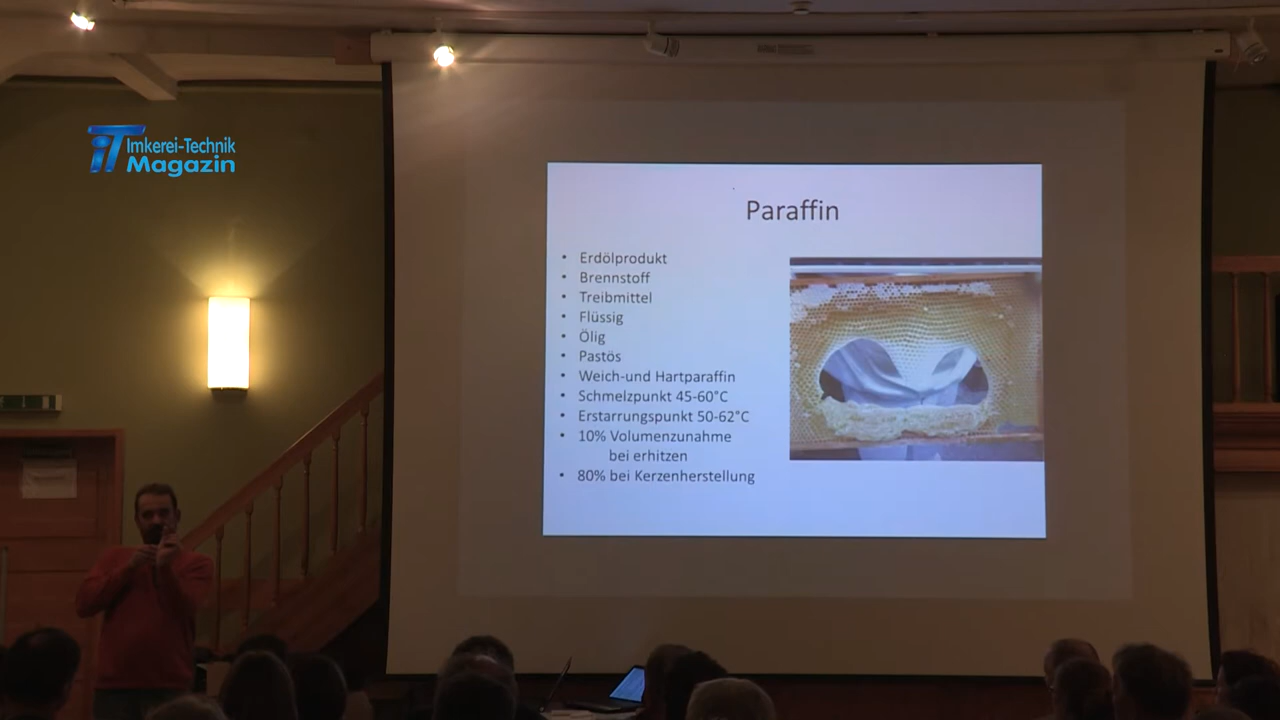 iT Imkerei-Technik
Magazin
Paraffin
• Erdölprodukt
• Brennstoff
• Treibmittel
• Flüssig
• Ölig
• Pastös
• Weich-und Hartparaffin
• Schmelzpunkt 45-60°C
• Erstarrungspunkt 50-62°C
• 10% Volumenzunahme
bei erhitzen
• 80% bei Kerzenherstellung